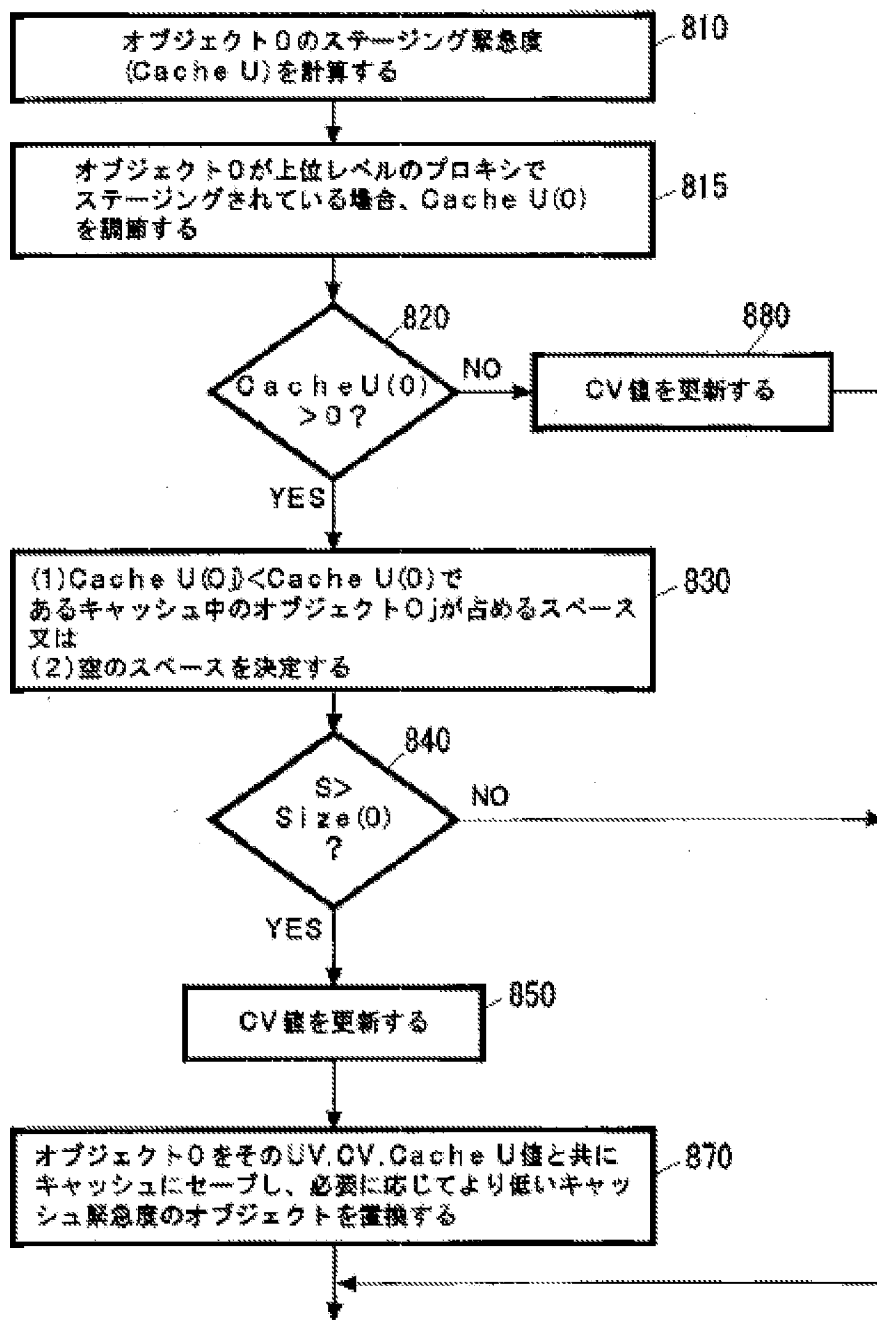 オブジェクトOのステージング緊急度
(Cache U)を計算する
810
オブジェクトOが上位レベルのプロキシで
ステージングされている場合、Cache U(O)
を調節する
815
820
CacheU(O)
>0?
NO
YES
880
CV値を更新する
(1)Cache U(Oj)<Cache U(O)で
あるキャッシュ中のオブジェクトOjが占めるスペース
又は
(2)空のスペースを決定する
830
840
S>
Size(O)
?
NO
YES
850
CV値を更新する
オブジェクトOをそのUV,CV,Cache U値と共に
キャッシュにセーブし、必要に応じてより低いキャッ
シュ緊急度のオブジェクトを置換する
870